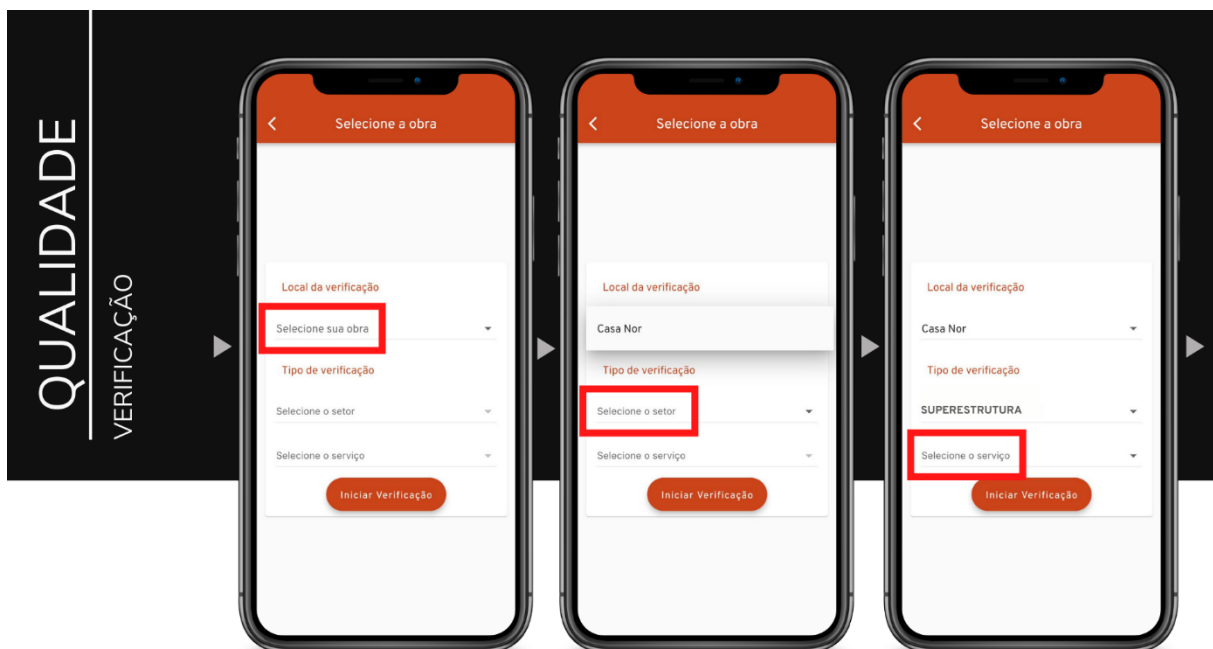 QUALIDADE
VERIFICAÇÃO
Selecione a obra
Local da verificação
Selecione sua obra
Tipo de verificação
Selecione o setor
Selecione o serviço
Iniciar Verificação
Selecione a obra
Local da verificação
Casa Nor
Tipo de verificação
Selecione o setor
Selecione o serviço
Iniciar Verificação
Selecione a obra
Local da verificação
Casa Nor
Tipo de verificação
SUPERESTRUTURA
Selecione o serviço
Iniciar Verificação